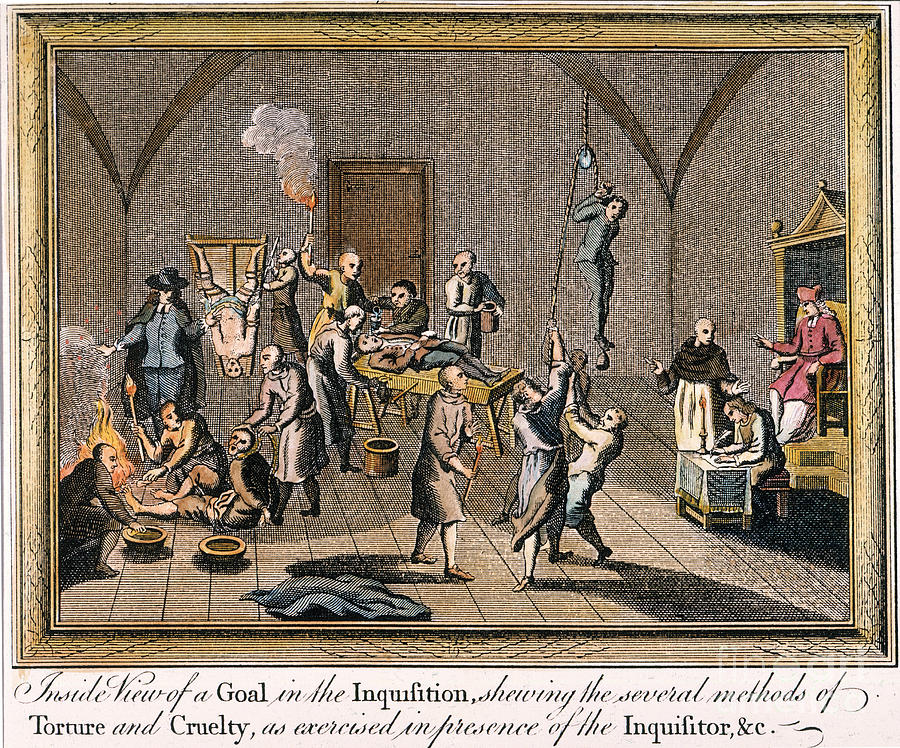 Inside View of a Goal in the Inquiſition, shewing the several methods of
Torture and Cruelty, as exercised in presence of the Inquiſitor, &c.